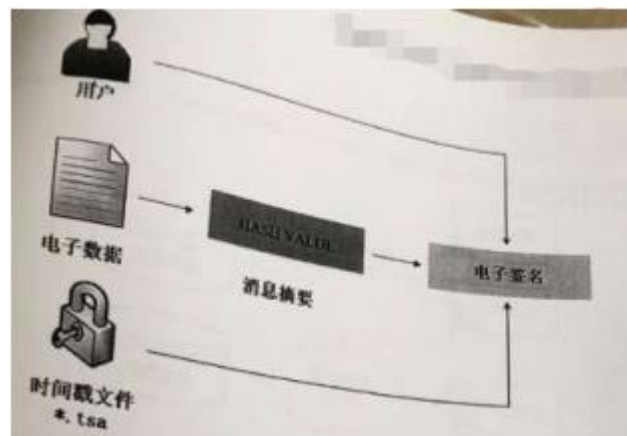 用户
电子数据
HASH VALUE
消息摘要
电子签名
时间戳文件
*.tsa